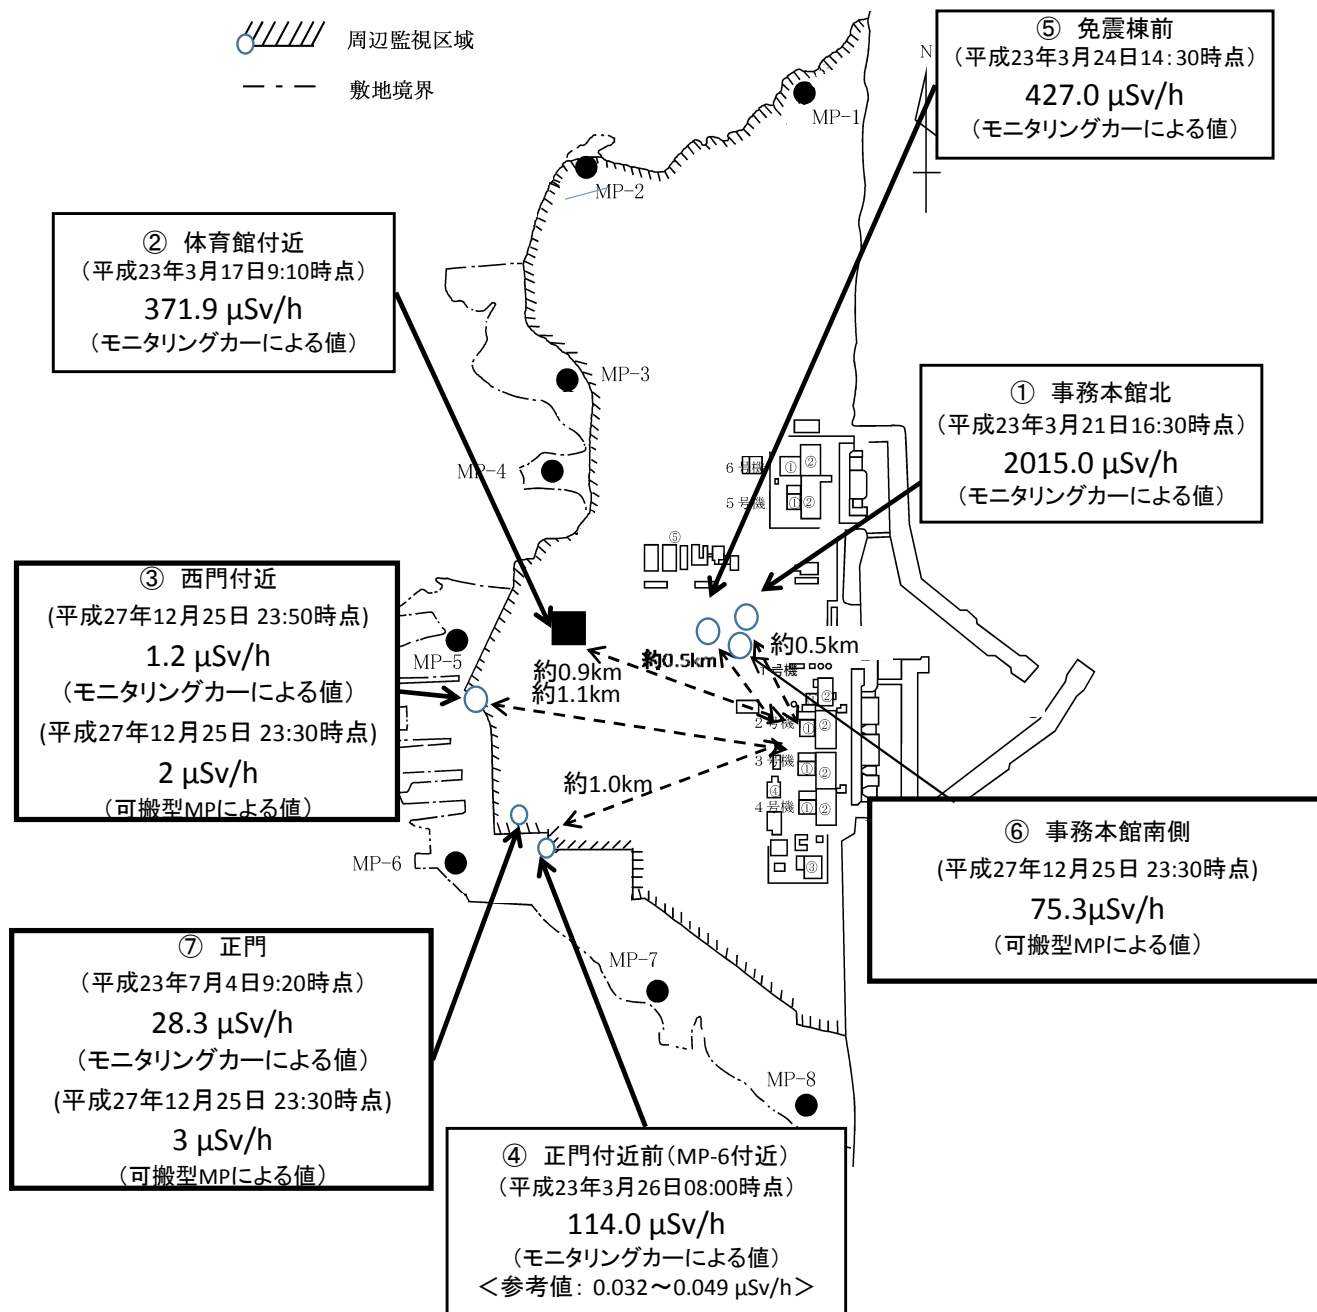 周辺監視区域
敷地境界
⑤ 免震棟前
(平成23年3月24日14:30時点)
427.0 μSv/h
(モニタリングカーによる値)
N
MP-1
MP-2
② 体育館付近
(平成23年3月17日9:10時点)
371.9 μSv/h
(モニタリングカーによる値)
MP-3
MP-4
① 事務本館北
(平成23年3月21日16:30時点)
2015.0 μSv/h
(モニタリングカーによる値)
6号機
①
②
5号機
①
②
⑤
③ 西門付近
(平成27年12月25日 23:50時点)
1.2 μSv/h
(モニタリングカーによる値)
(平成27年12月25日 23:30時点)
2 μSv/h
(可搬型MPによる値)
MP-5
約0.9km
約1.1km
約0.5km
約0.5km
1号機
②
2号機
①
②
3号機
①
②
④
4号機
①
②
③
約1.0km
MP-6
⑥ 事務本館南側
(平成27年12月25日 23:30時点)
75.3μSv/h
(可搬型MPによる値)
⑦ 正門
(平成23年7月4日9:20時点)
28.3 μSv/h
(モニタリングカーによる値)
(平成27年12月25日 23:30時点)
3 μSv/h
(可搬型MPによる値)
MP-7
MP-8
④ 正門付近前(MP-6付近)
(平成23年3月26日08:00時点)
114.0 μSv/h
(モニタリングカーによる値)
＜参考値: 0.032～0.049 μSv/h＞